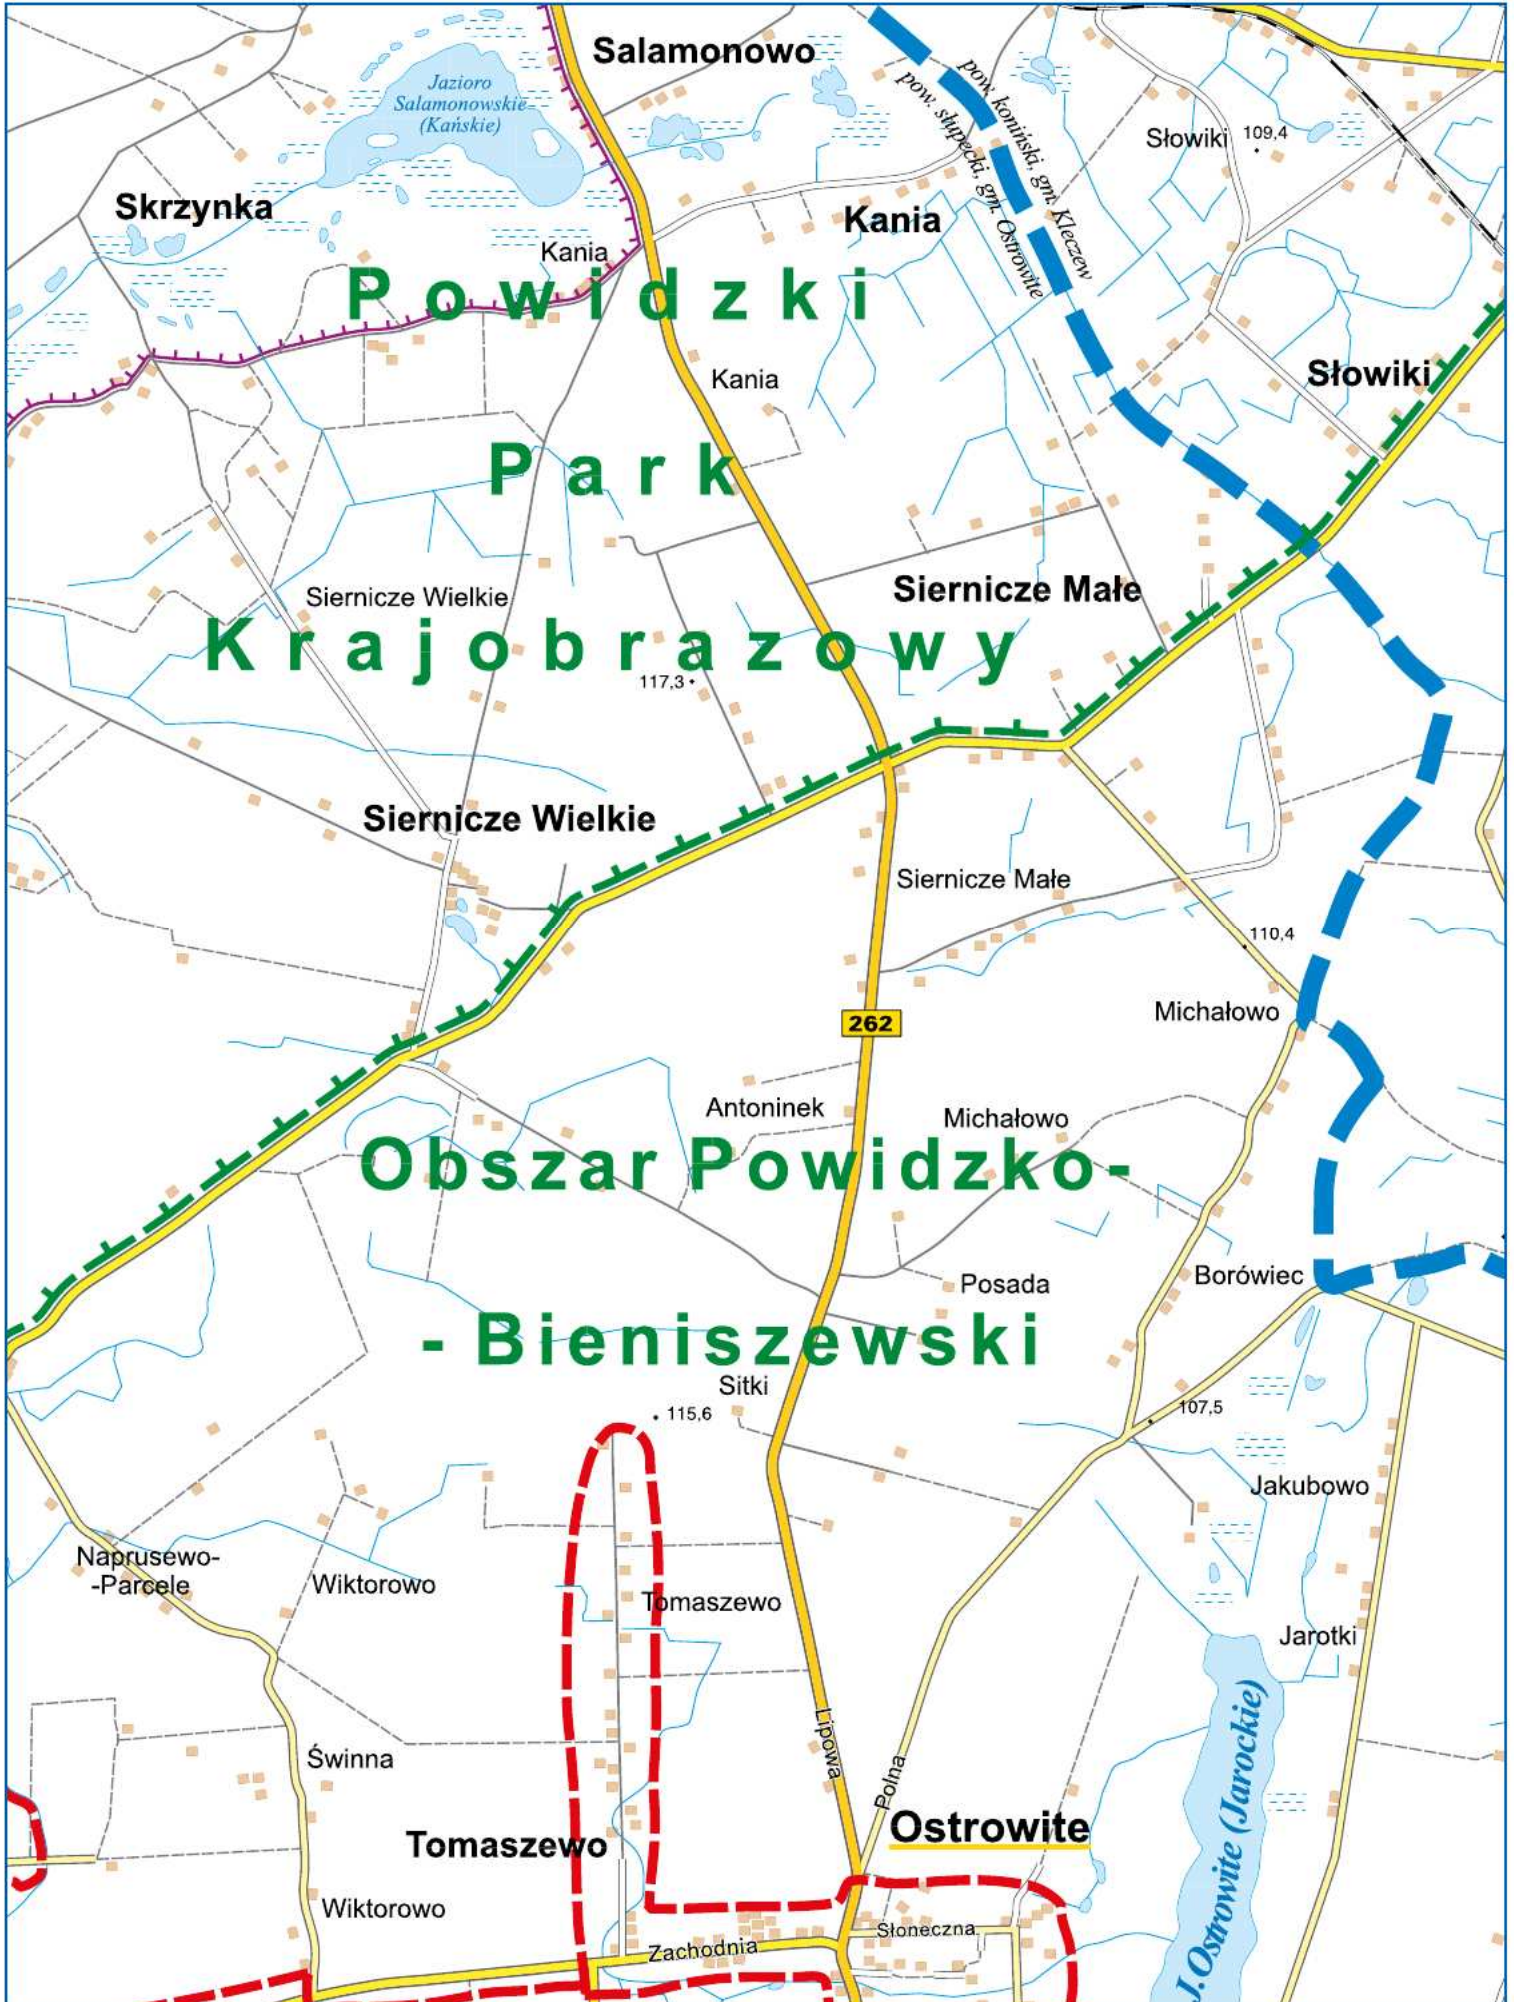 Salamonowo
Jazioro
Salamonowskie
(Kańskie)
pow. koniński, gm. Kleczew
pow. słupecki, gm. Ostrowite
Słowiki
109,4
Skrzynka
Kania
Kania
Powidzki
Kania
Słowiki
Park
Siernicze Małe
Siernicze Wielkie
Krajobrazowy
117,3
Siernicze Wielkie
Siernicze Małe
110,4
Michałowo
262
Antoninek
Michałowo
Obszar Powidzko-
Borówiec
Posada
- Bieniszewski
Sitki
115,6
107,5
Jakubowo
Naprusewo-
-Parcele
Wiktorowo
Tomaszewo
Jarotki
Lipowa
Polna
Świnna
Tomaszewo
Ostrowite
J.Ostrowite (Jarockie)
Wiktorowo
Słoneczna
Zachodnia